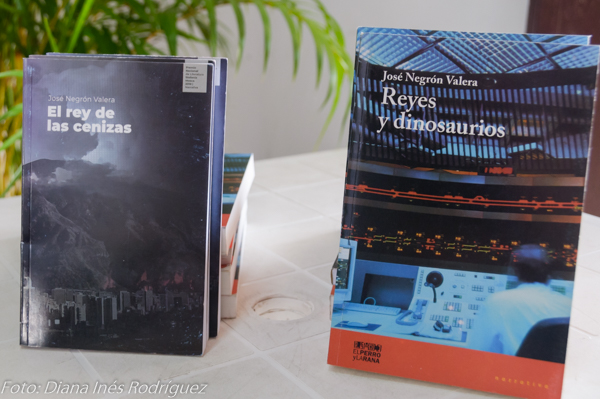 José Negrón Valera
El rey de
las cenizas
José Negrón Valera
Reyes
y dinosaurios
EL PERRO
y LA RANA
Foto: Diana Inés Rodríguez